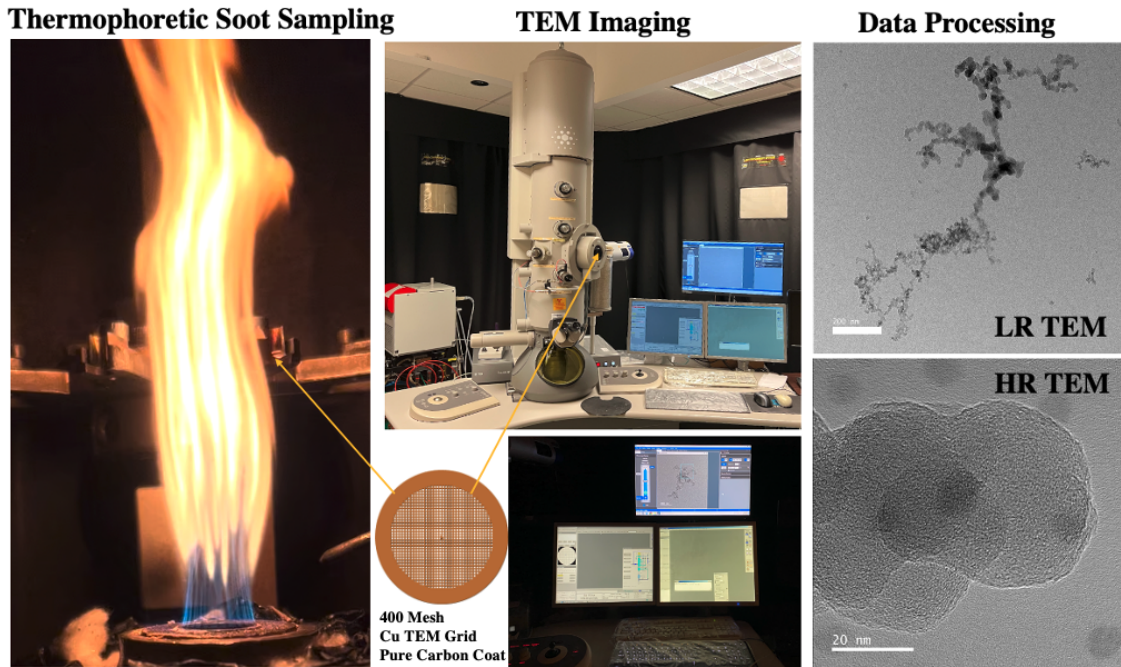 Thermophoretic Soot Sampling
TEM Imaging
Data Processing
200 nm
LR TEM
HR TEM
20 nm
400 Mesh
Cu TEM Grid
Pure Carbon Coat